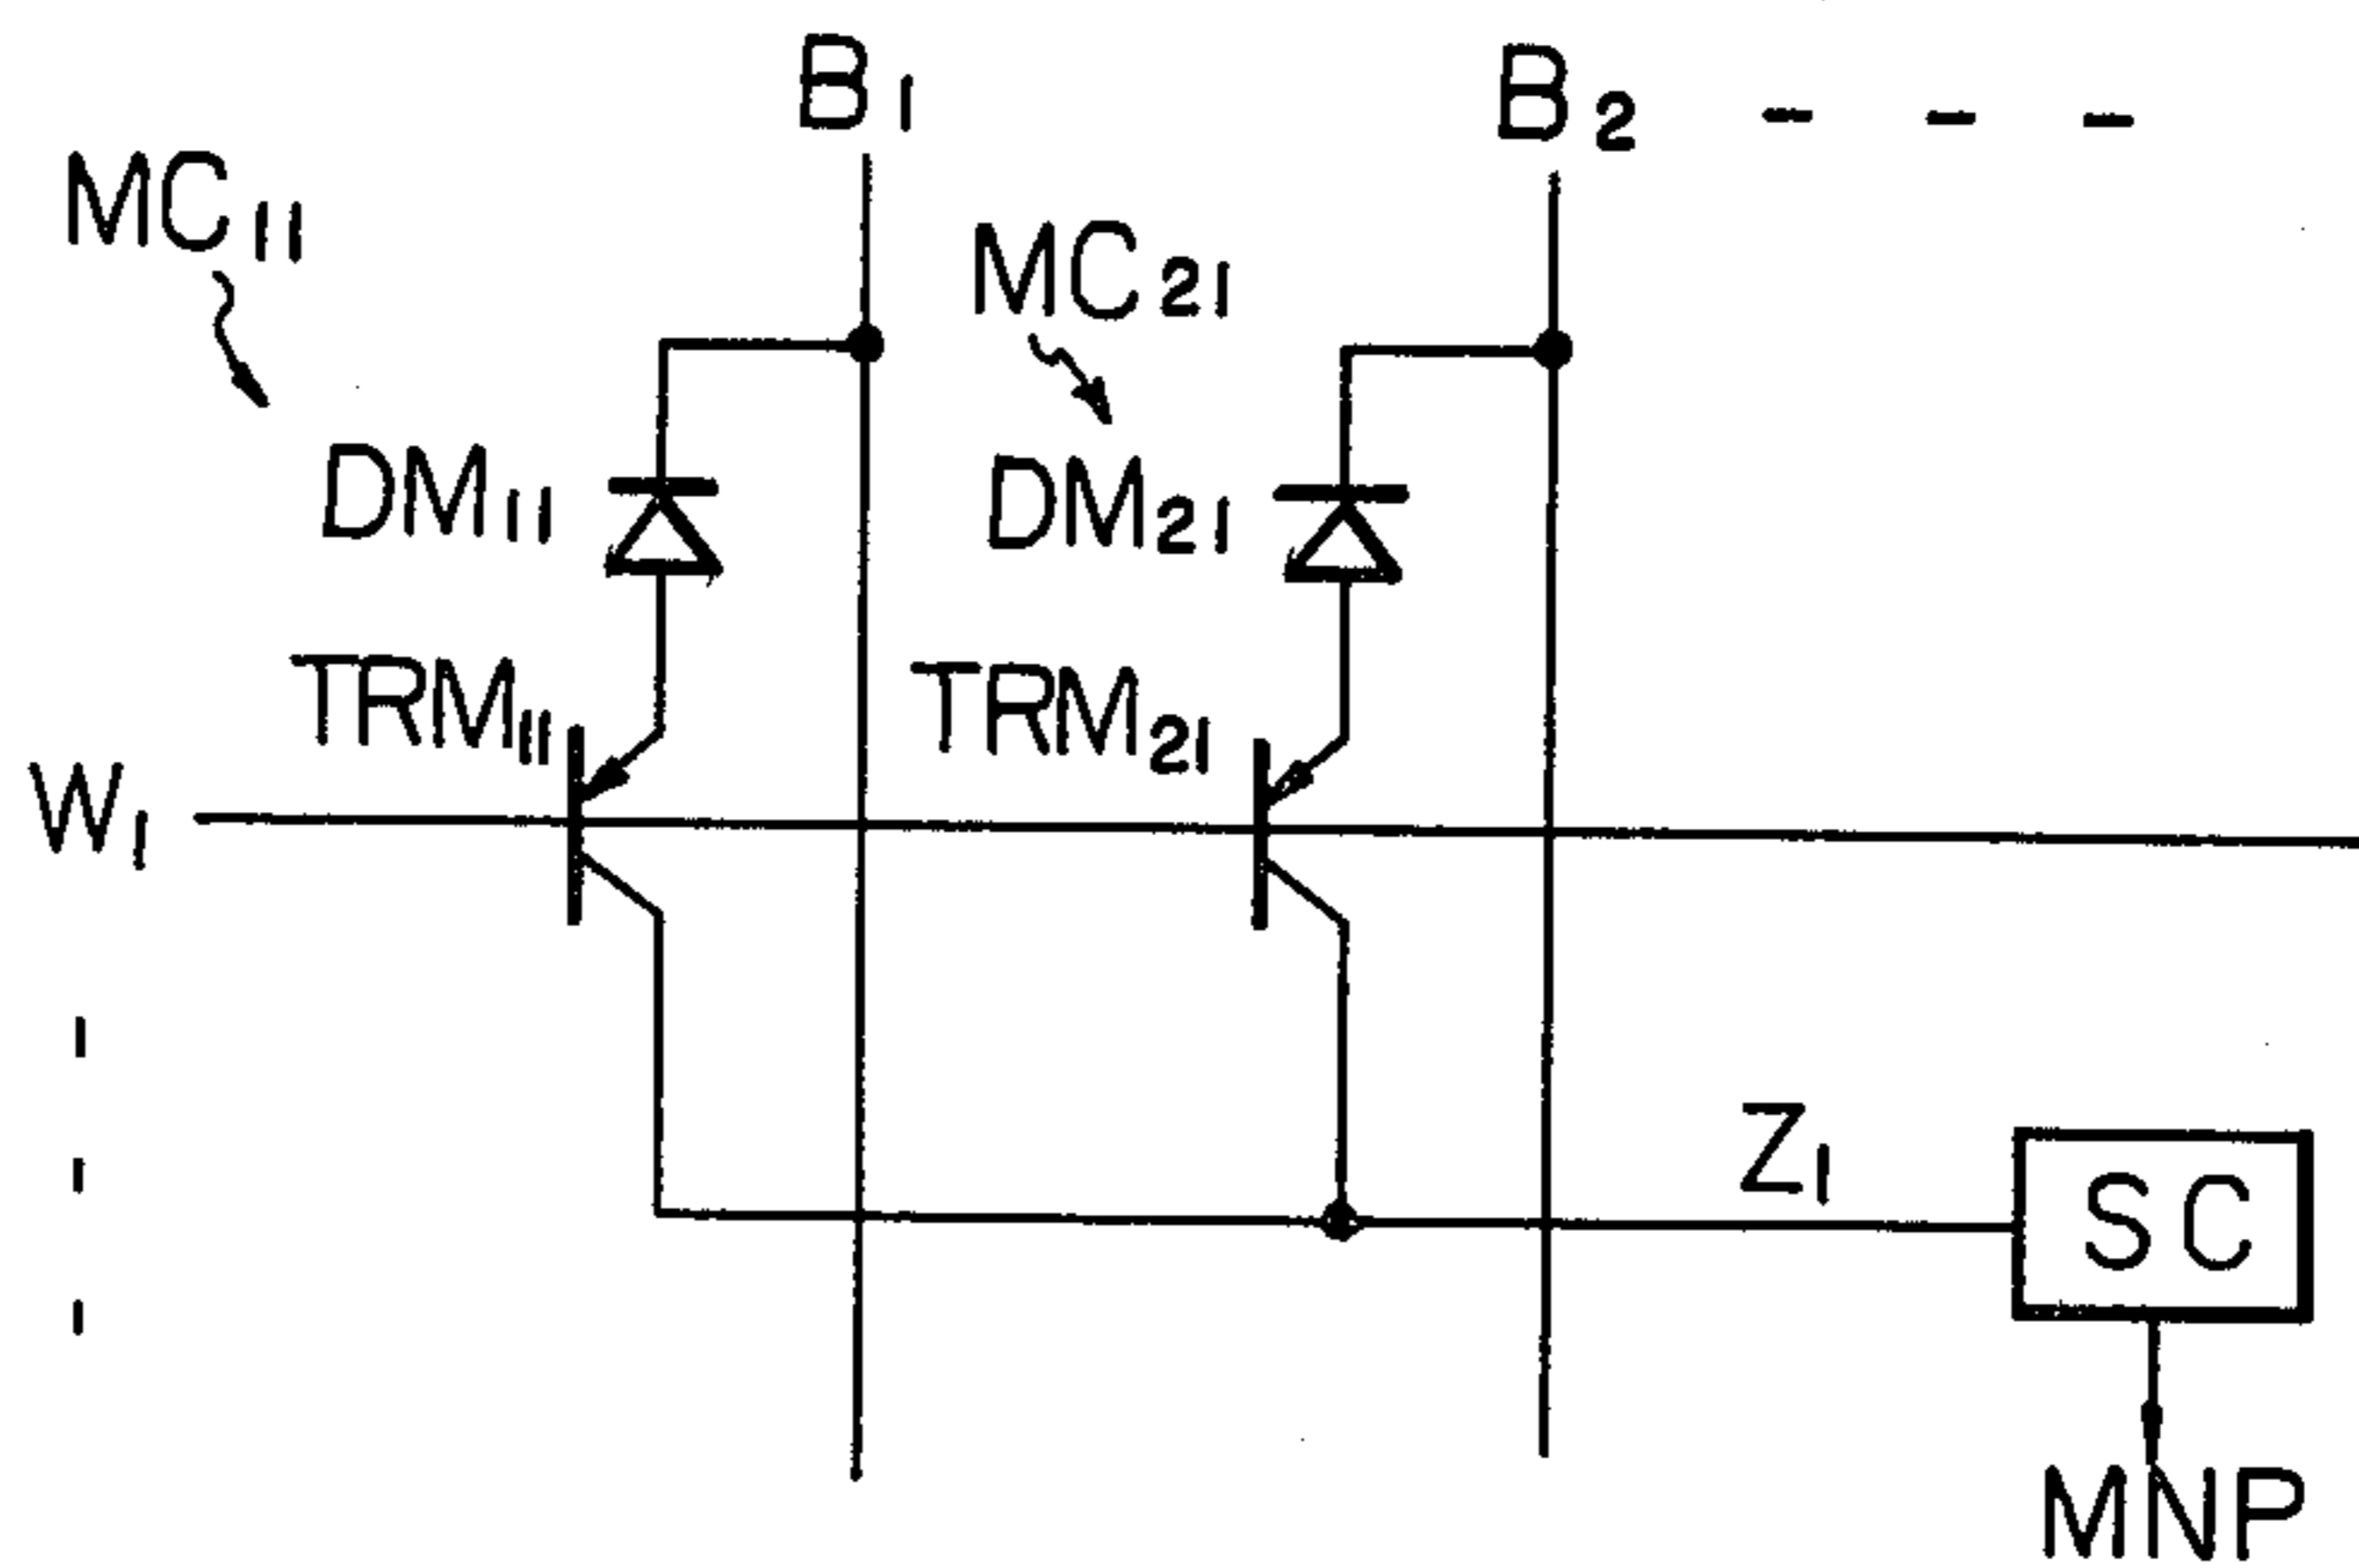 B₁ B₂ - - -
MC₁₁
MC₂₁
DM₁₁
DM₂₁
TRM₁₁
TRM₂₁
W₁
Z₁
SC
MNP